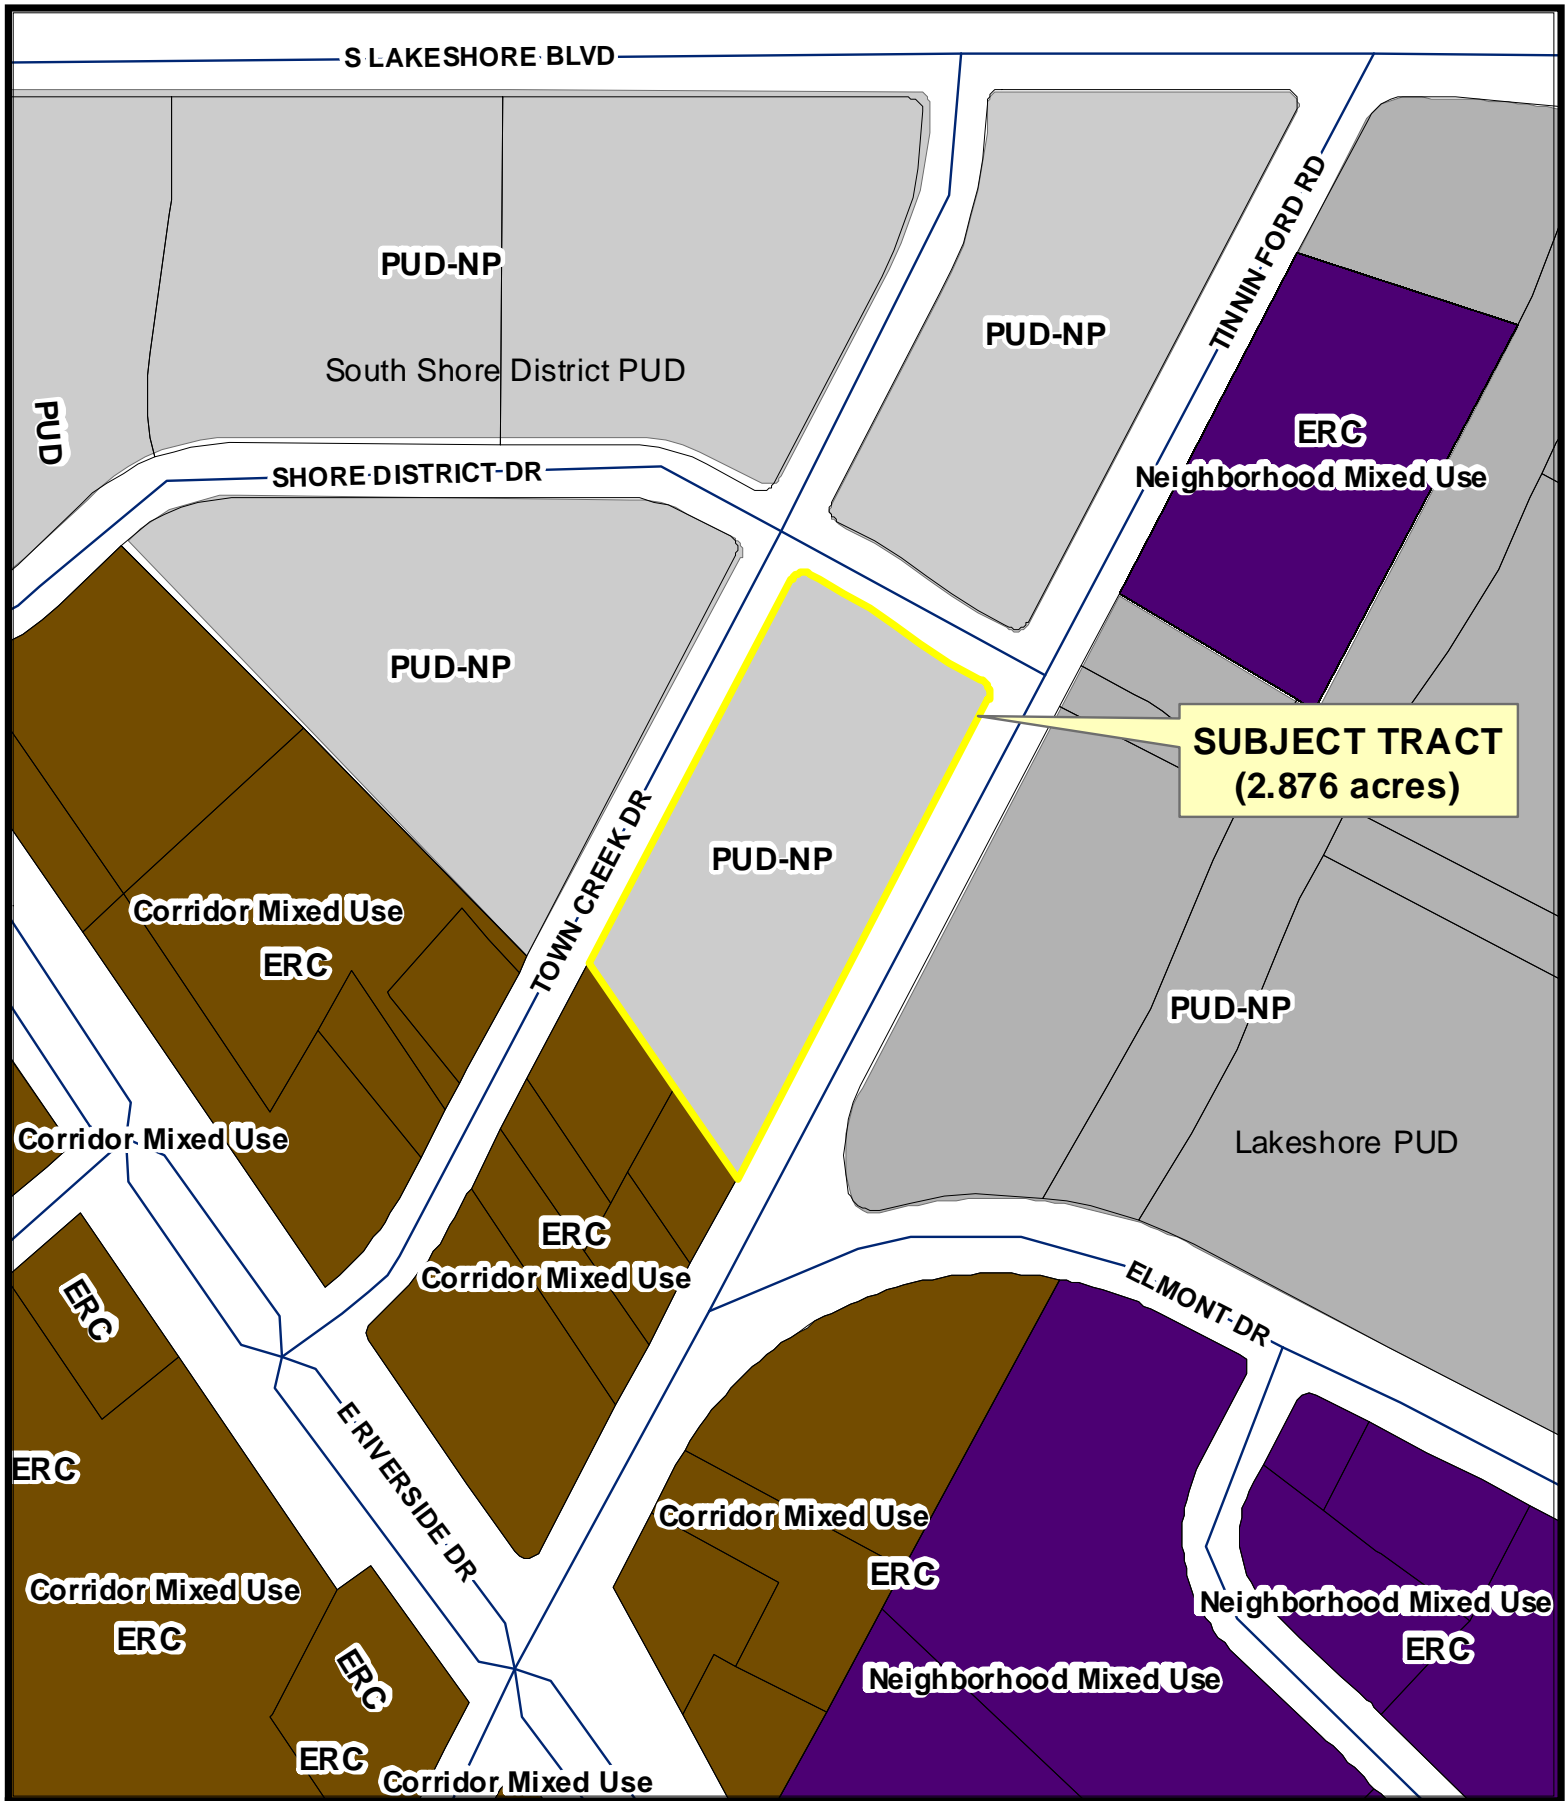 S LAKESHORE BLVD
TINNIN FORD RD
PUD-NP
PUD-NP
South Shore District PUD
PUD
ERC
Neighborhood Mixed Use
SHORE DISTRICT DR
PUD-NP
SUBJECT TRACT
(2.876 acres)
TOWN CREEK DR
PUD-NP
Corridor Mixed Use
ERC
PUD-NP
Corridor Mixed Use
Lakeshore PUD
ERC
Corridor Mixed Use
ERC
ELMONT DR
E RIVERSIDE DR
ERC
Corridor Mixed Use
ERC
Corridor Mixed Use
ERC
Neighborhood Mixed Use
ERC
ERC
Neighborhood Mixed Use
ERC
Corridor Mixed Use